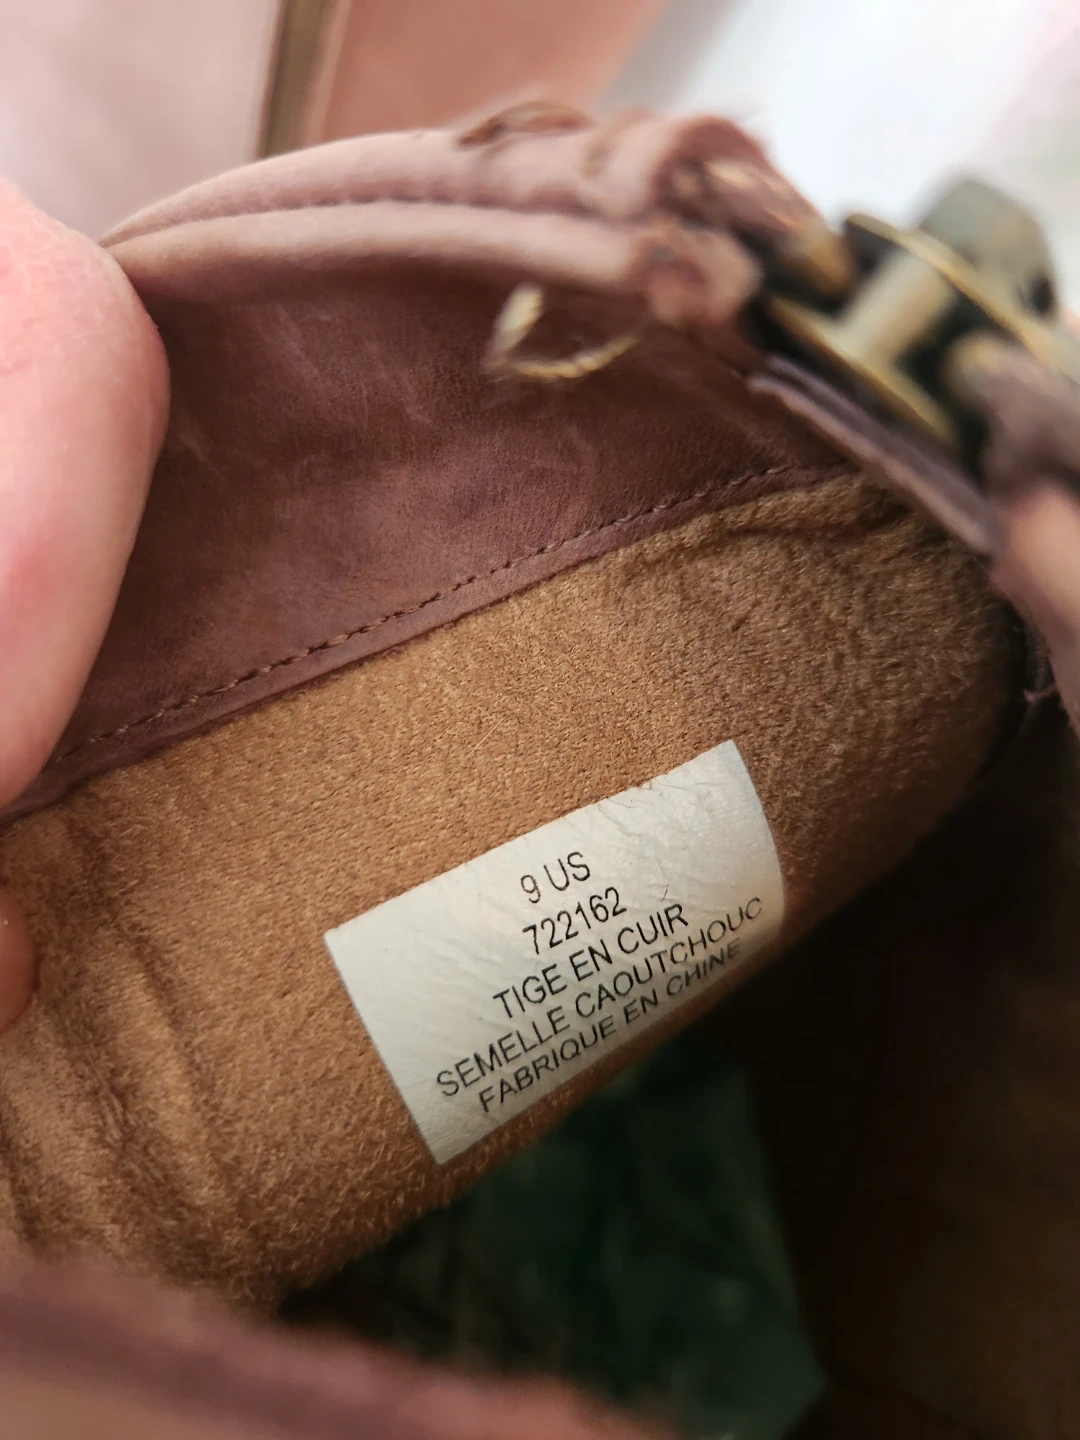 9 US
722162
TIGE EN CUIR
SEMELLE CAOUTCHOUC
FABRIQUE EN CHINE